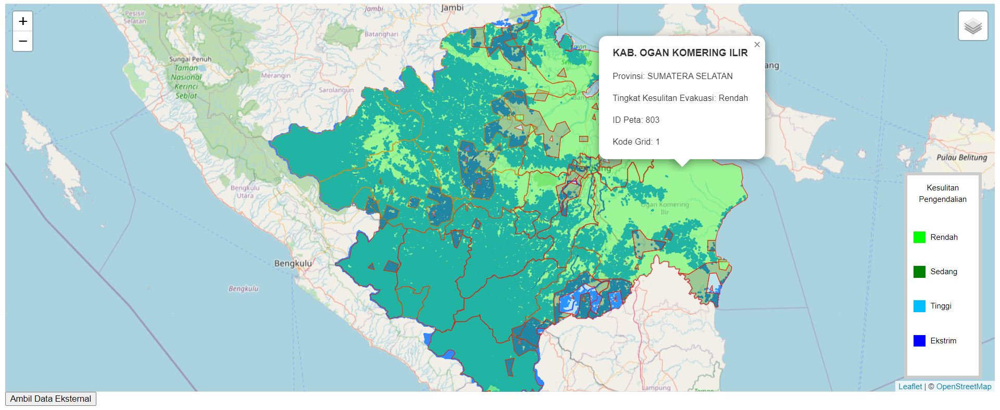 +
−
Pesisir
Selatan
Jambi
Jambi
Batanghari
Sungai Penuh
Taman
Nasional
Kerinci
Seblat
Merangin
Sarolangun
KAB. OGAN KOMERING ILIR
×
Provinsi: SUMATERA SELATAN
Tingkat Kesulitan Evakuasi: Rendah
ID Peta: 803
Kode Grid: 1
ang
Pulau Belitung
Bengkulu
Utara
Ogan Komering
Ilir
Bengkulu
Bengkulu
Lampung
Taman
Kesulitan
Pengendalian
Rendah
Sedang
Tinggi
Ekstrim
Leaflet | © OpenStreetMap
Ambil Data Eksternal